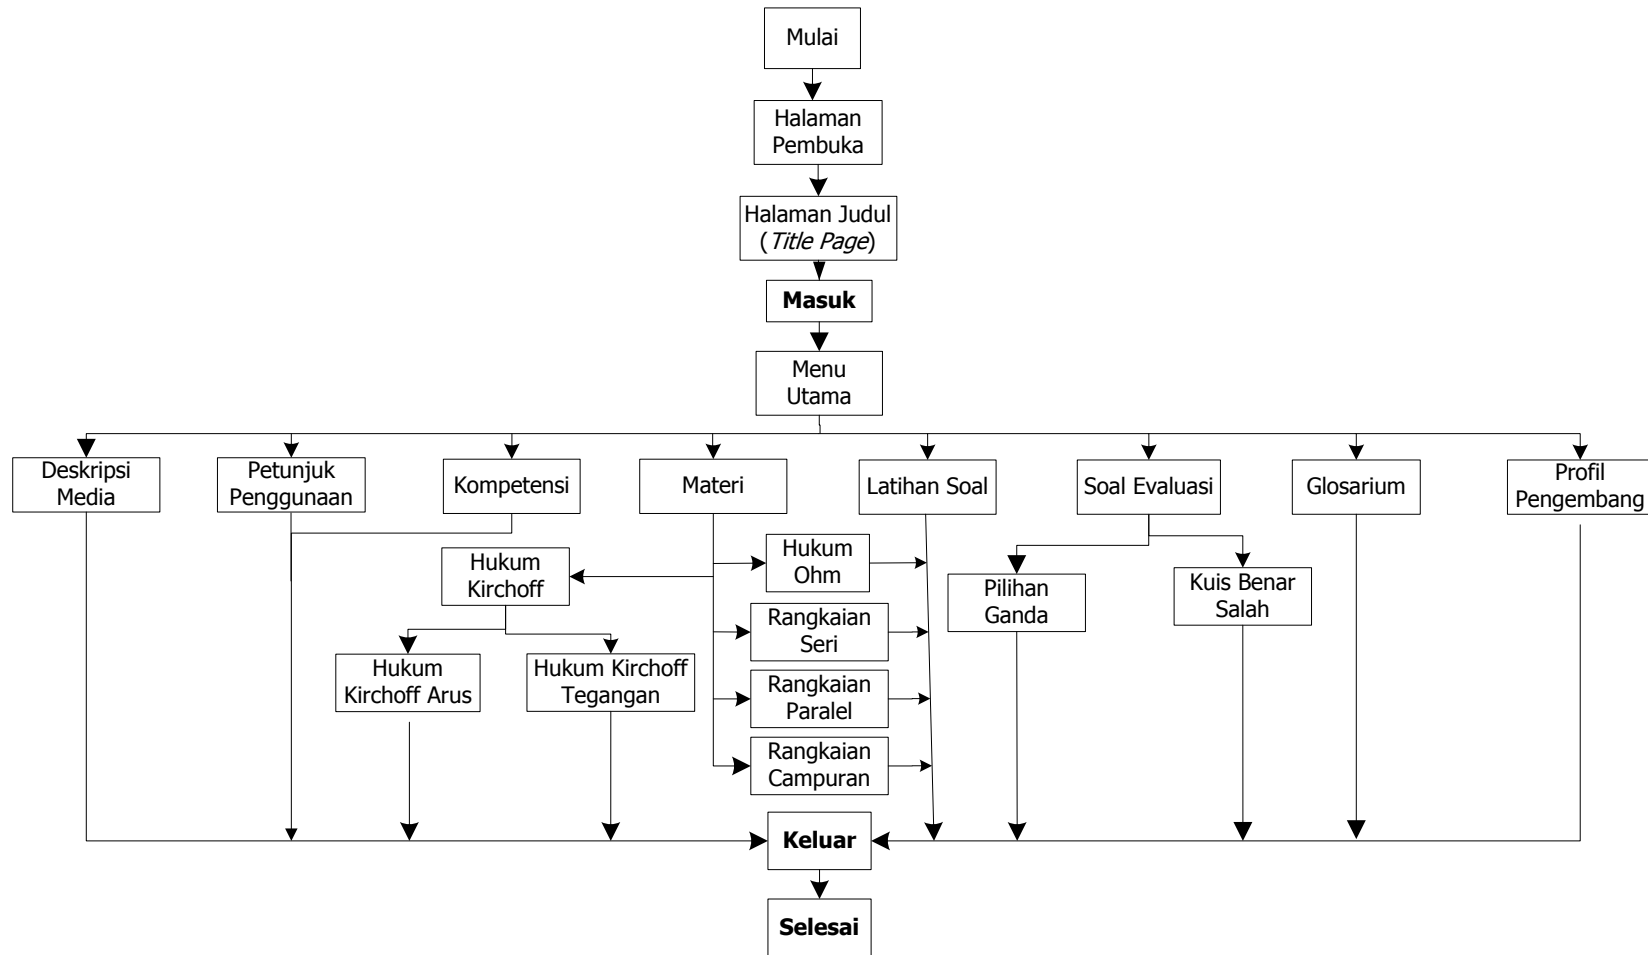 Mulai
Halaman
Pembuka
Halaman Judul
(Title Page)
Masuk
Menu
Utama
Deskripsi
Media
Petunjuk
Penggunaan
Kompetensi
Materi
Latihan Soal
Soal Evaluasi
Glosarium
Profil
Pengembang
Hukum
Kirchoff
Hukum
Ohm
Pilihan
Ganda
Kuis Benar
Salah
Rangkaian
Seri
Hukum
Kirchoff Arus
Hukum Kirchoff
Tegangan
Rangkaian
Paralel
Rangkaian
Campuran
Keluar
Selesai